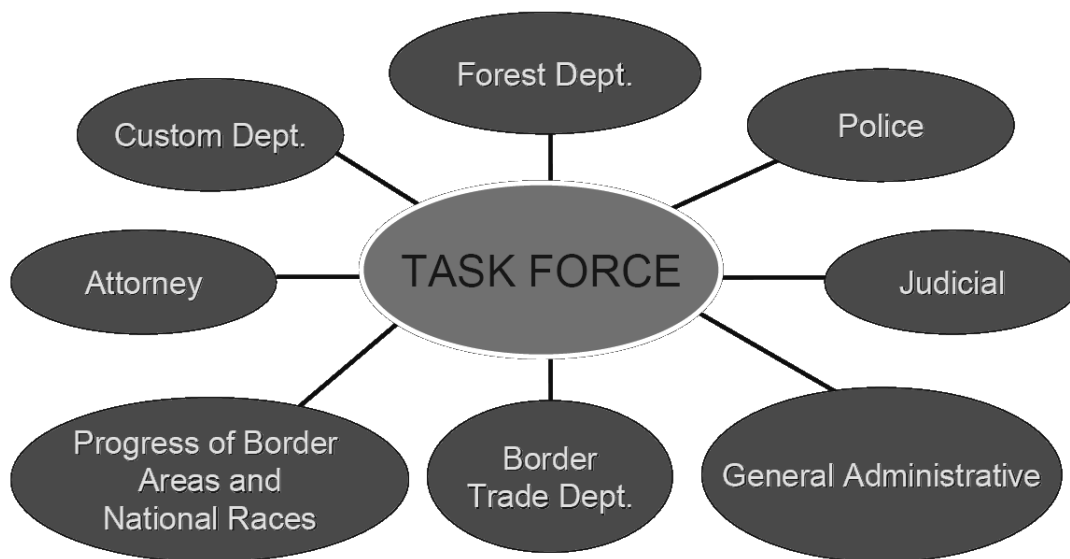 Forest Dept.
Custom Dept.
Police
TASK FORCE
Attorney
Judicial
Progress of Border
Areas and
National Races
Border
Trade Dept.
General Administrative